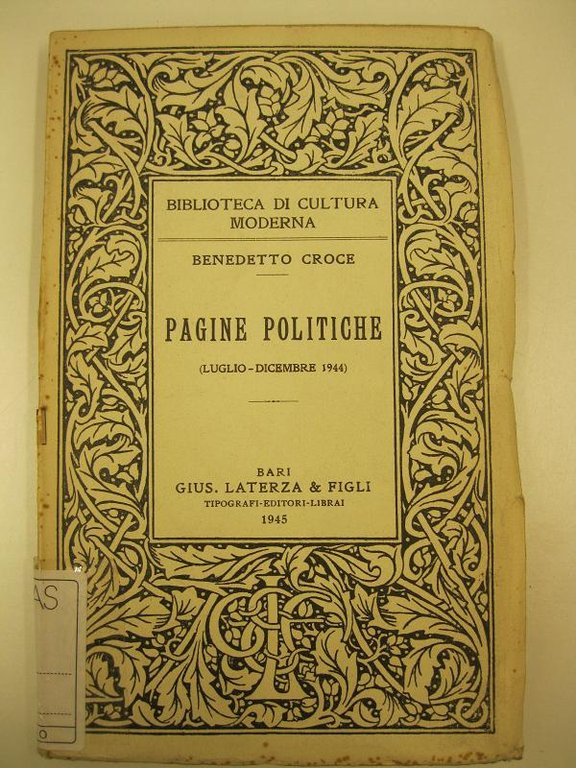 BIBLIOTECA DI CULTURA
MODERNA
BENEDETTO CROCE
PAGINE POLITICHE
(LUGLIO-DICEMBRE 1944)
BARI
GIUS. LATERZA & FIGLI
TIPOGRAFI-EDITORI-LIBRAI
1945
AS
O